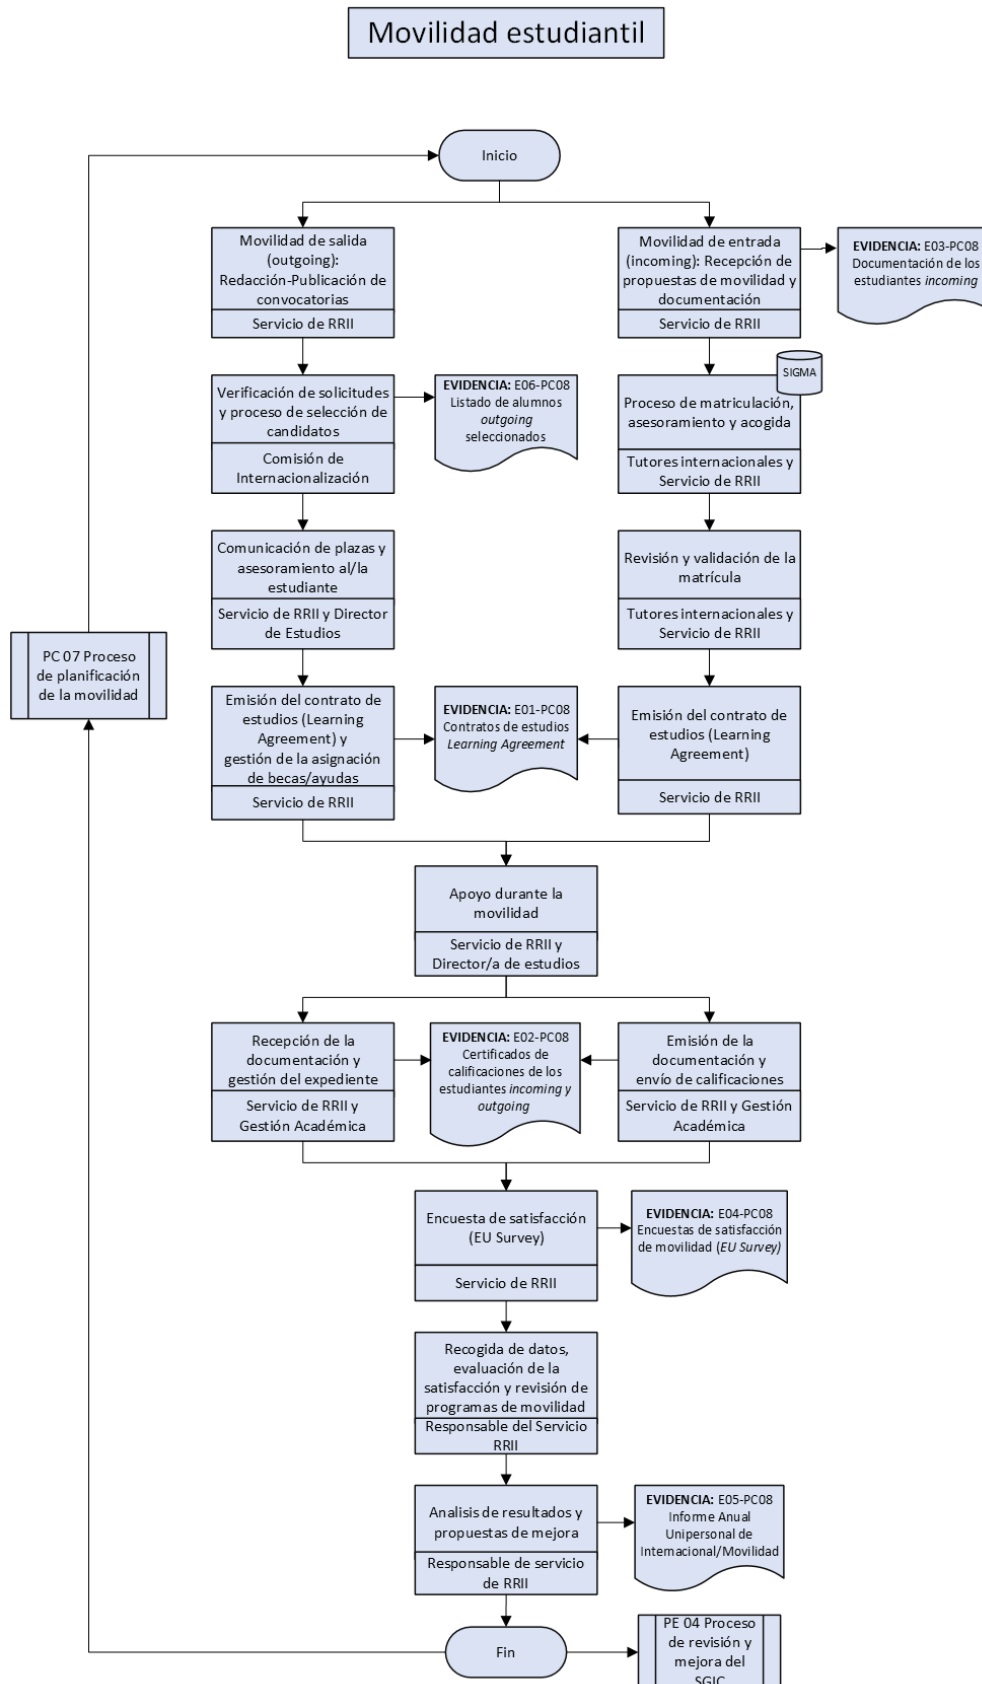 Movilidad estudiantil
Inicio
Movilidad de salida
(outgoing):
Redacción-Publicación de
convocatorias
Servicio de RRII
Movilidad de entrada
(incoming): Recepción de
propuestas de movilidad y
documentación
Servicio de RRII
EVIDENCIA: E03-PC08
Documentación de los
estudiantes incoming
Verificación de solicitudes
y proceso de selección de
candidatos
Comisión de
Internacionalización
EVIDENCIA: E06-PC08
Listado de alumnos
outgoing
seleccionados
SIGMA
Proceso de matriculación,
asesoramiento y acogida
Tutores internacionales y
Servicio de RRII
Comunicación de plazas y
asesoramiento al/la
estudiante
Servicio de RRII y Director
de Estudios
Revisión y validación de la
matrícula
Tutores internacionales y
Servicio de RRII
PC 07 Proceso
de planificación
de la movilidad
Emisión del contrato de
estudios (Learning
Agreement) y
gestión de la asignación
de becas/ayudas
Servicio de RRII
EVIDENCIA: E01-PC08
Contratos de estudios
Learning Agreement
Emisión del contrato de
estudios (Learning
Agreement)
Servicio de RRII
Apoyo durante la
movilidad
Servicio de RRII y
Director/a de estudios
Recepción de la
documentación y
gestión del expediente
Servicio de RRII y
Gestión Académica
EVIDENCIA: E02-PC08
Certificados de
calificaciones de los
estudiantes incoming y
outgoing
Emisión de la
documentación y
envío de calificaciones
Servicio de RRII y Gestión
Académica
Encuesta de satisfacción
(EU Survey)
Servicio de RRII
EVIDENCIA: E04-PC08
Encuestas de satisfacción
de movilidad (EU Survey)
Recogida de datos,
evaluación de la
satisfacción y revisión de
programas de movilidad
Responsable del Servicio
RRII
Analisis de resultados y
propuestas de mejora
Responsable de servicio
de RRII
EVIDENCIA: E05-PC08
Informe Anual
Unipersonal de
Internacional/Movilidad
Fin
PE 04 Proceso
de revisión y
mejora del
SGIC